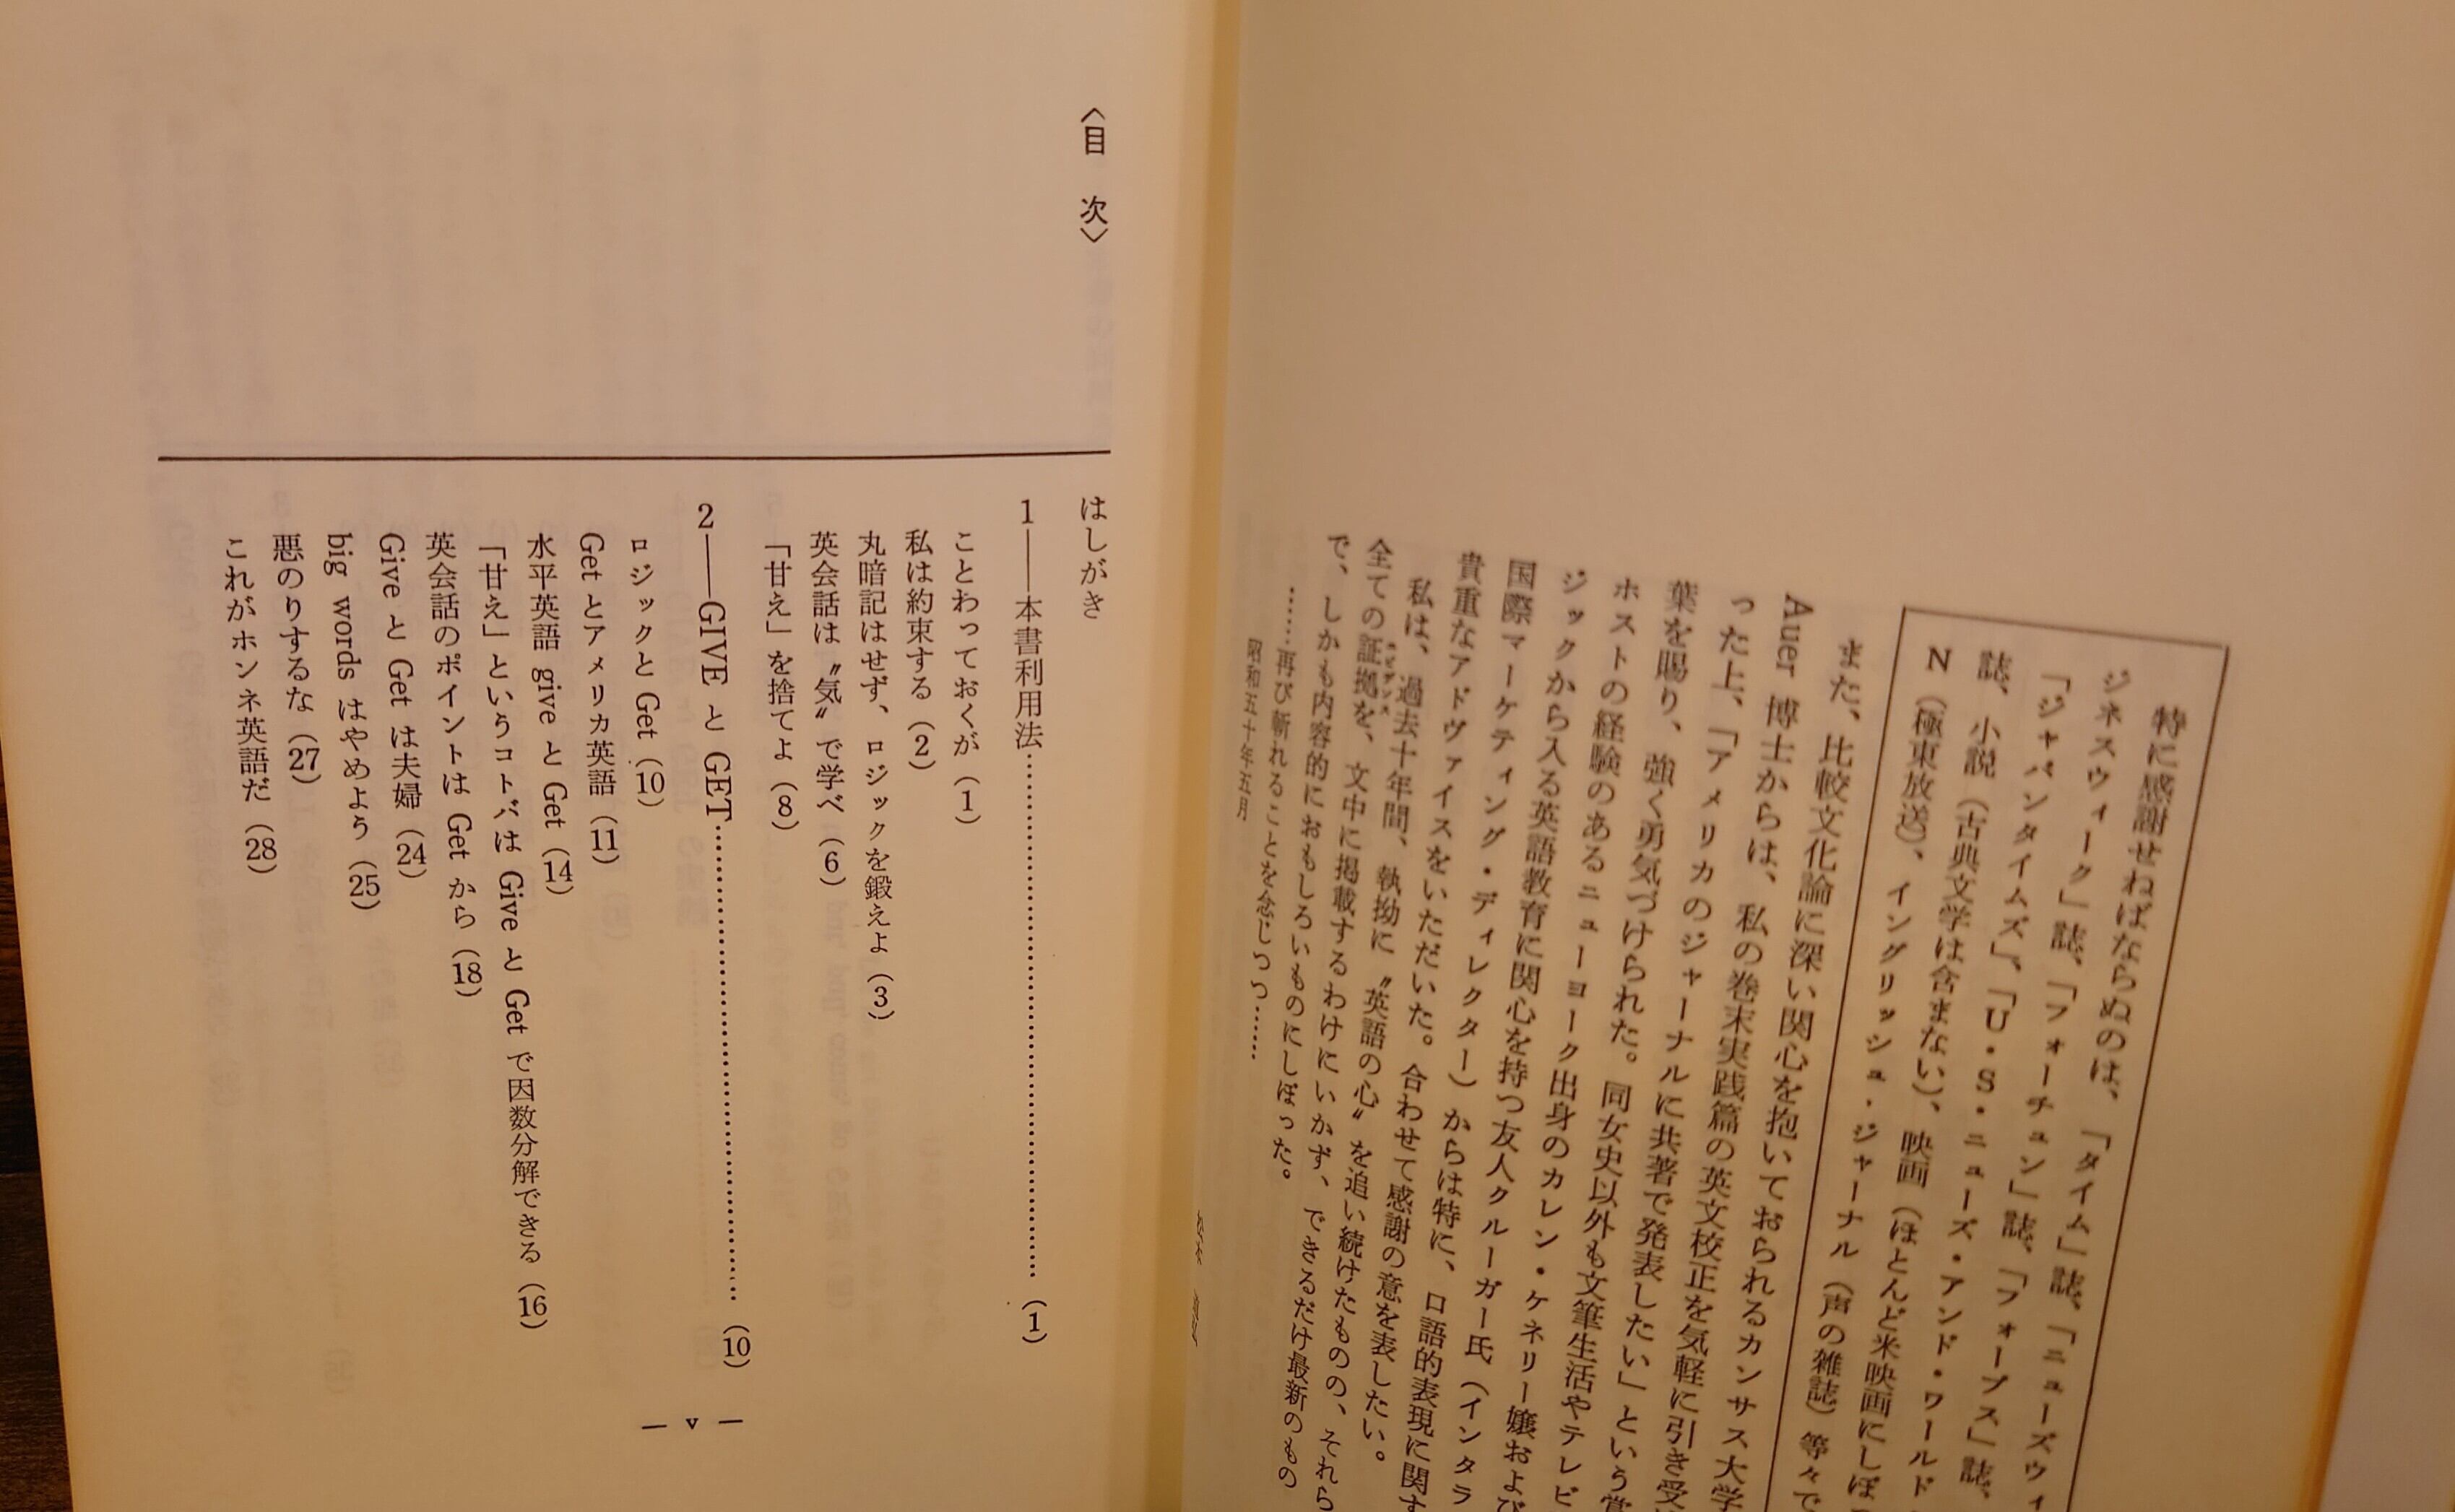 特に感謝せねばならぬのは、「タイム」誌、「ニューズウィ
ジネスウィーク」誌、「フォーチュン」誌、「フォーブス」誌、
「ジャパンタイムズ」、「U・S・ニューズ・アンド・ワールド・
誌、小説（古典文学は含まない）、映画（ほとんど米映画にしぼ
N（極東放送）、イングリッシュ・ジャーナル（声の雑誌）等々で
また、比較文化論に深い関心を抱いておられるカンサス大学
Auer 博士からは、私の巻末実践篇の英文校正を気軽に引き受
った上、「アメリカのジャーナルに共著で発表したい」という賞
葉を賜り、強く勇気づけられた。同女史以外も文筆生活やテレビ
ホストの経験のあるニューヨーク出身のカレン・ケネリー嬢および
ジックから入る英語教育に関心を持つ友人クルーガー氏（インタラ
国際マーケティング・ディレクター）からは特に、口語的表現に関す
貴重なアドヴァイスをいただいた。合わせて感謝の意を表したい。
私は、過去十年間、執拗に〝英語の心〟を追い続けたものの、それら
全ての証拠を、文中に掲載するわけにいかず、できるだけ最新のもの
で、しかも内容的におもしろいものにしぼった。
……再び斬れることを念じつつ……
昭和五十年五月
〈目 次〉
はしがき
1――本書利用法……………………（1）
ことわっておくが（1）
私は約束する（2）
丸暗記はせず、ロジックを鍛えよ（3）
英会話は〝気〟で学べ（6）
「甘え」を捨てよ（8）
2――GIVE と GET……………………（10）
ロジックと Get（10）
Get とアメリカ英語（11）
水平英語 give と Get（14）
「甘え」というコトバは Give と Get で因数分解できる（16）
英会話のポイントは Get から（18）
Give と Get は夫婦（24）
big words はやめよう（25）
悪のりするな（27）
これがホンネ英語だ（28）
— v —